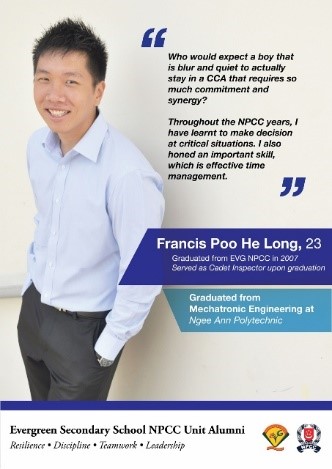 “
Who would expect a boy that
is blur and quiet to actually
stay in a CCA that requires so
much commitment and
synergy?
Throughout the NPCC years, I
have learnt to make decision
at critical situations. I also
honed an important skill,
which is effective time
management.
”
Francis Poo He Long, 23
Graduated from EVG NPCC in 2007
Served as Cadet Inspector upon graduation
Graduated from
Mechatronic Engineering at
Ngee Ann Polytechnic
Evergreen Secondary School NPCC Unit Alumni
Resilience • Discipline • Teamwork • Leadership
NPCC